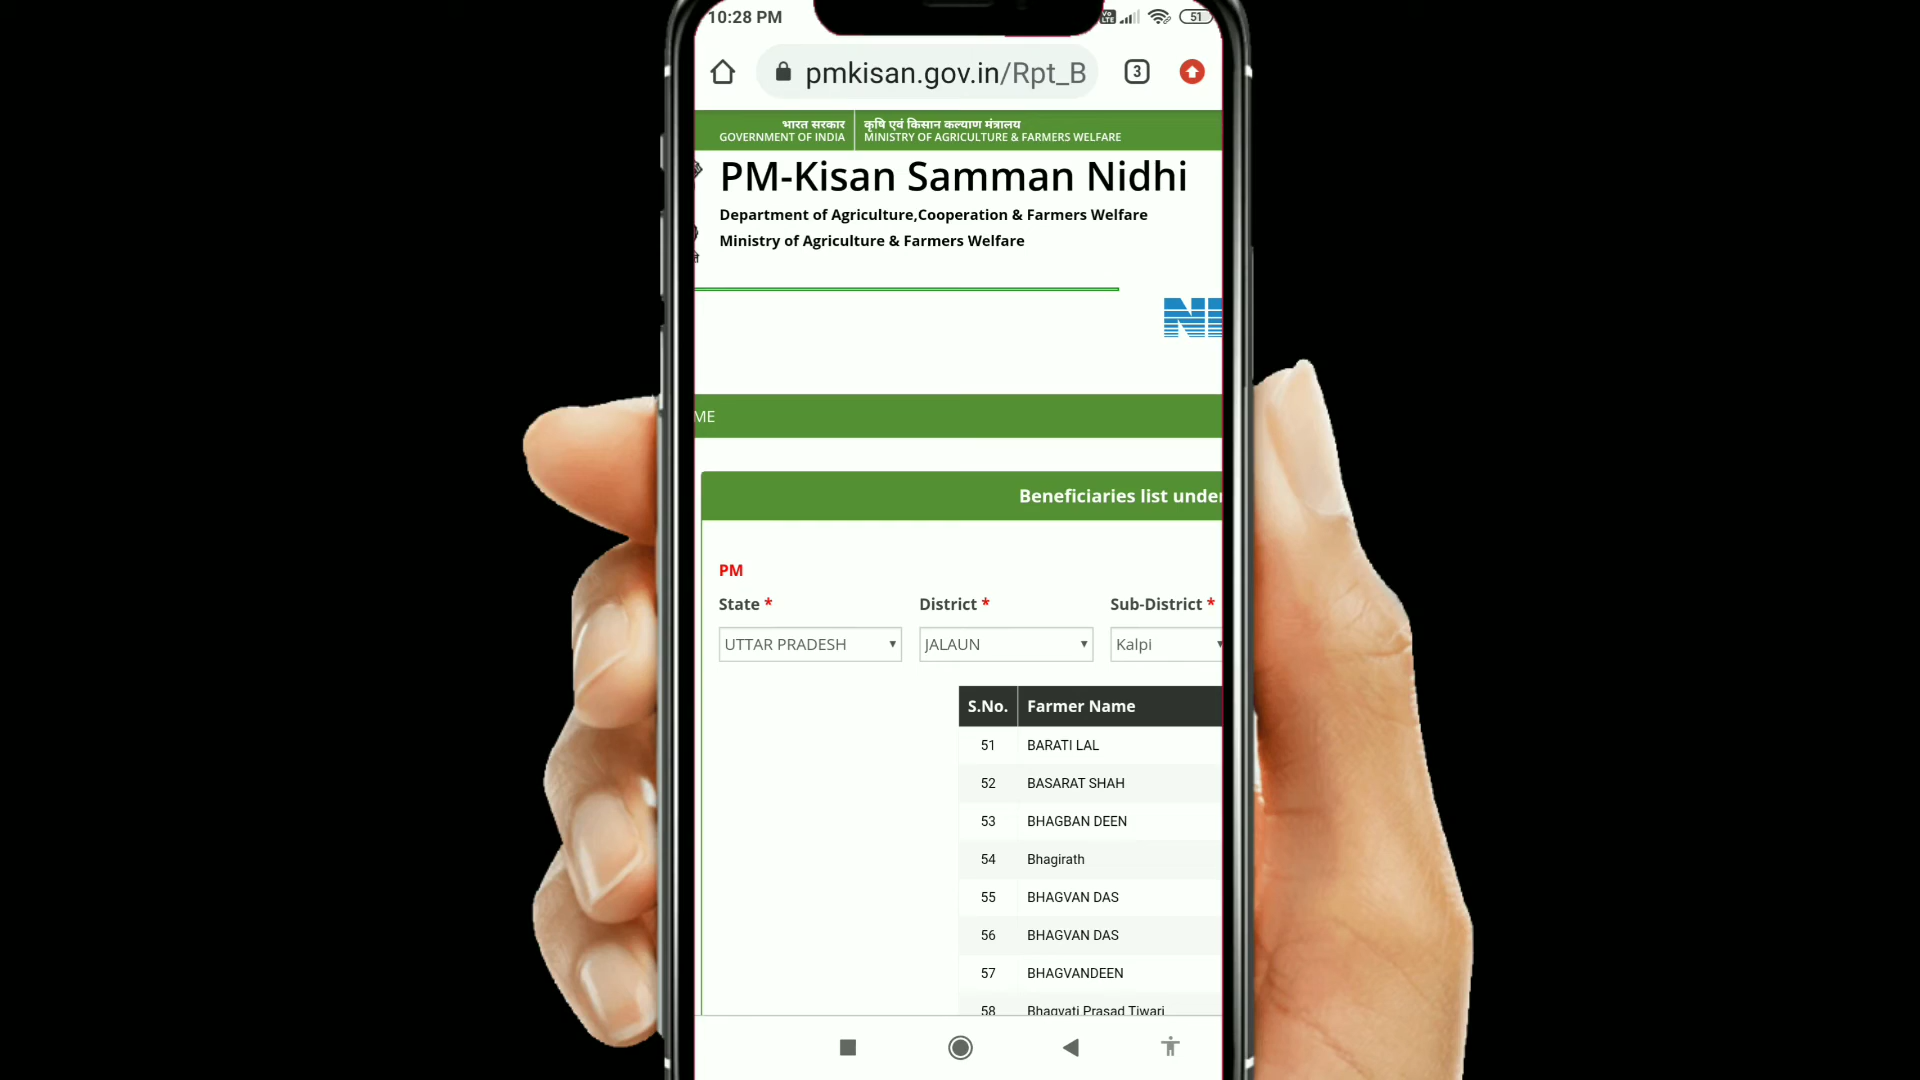 10:28 PM
Vo LTE
51
pmkisan.gov.in/Rpt_B
3
भारत सरकार
GOVERNMENT OF INDIA
कृषि एवं किसान कल्याण मंत्रालय
MINISTRY OF AGRICULTURE & FARMERS WELFARE
PM-Kisan Samman Nidhi
Department of Agriculture,Cooperation & Farmers Welfare
Ministry of Agriculture & Farmers Welfare
ME
Beneficiaries list under
PM
State *
District *
Sub-District *
UTTAR PRADESH
JALAUN
Kalpi
S.No. Farmer Name
51 BARATI LAL
52 BASARAT SHAH
53 BHAGBAN DEEN
54 Bhagirath
55 BHAGVAN DAS
56 BHAGVAN DAS
57 BHAGVANDEEN
58 Bhagvati Prasad Tiwari